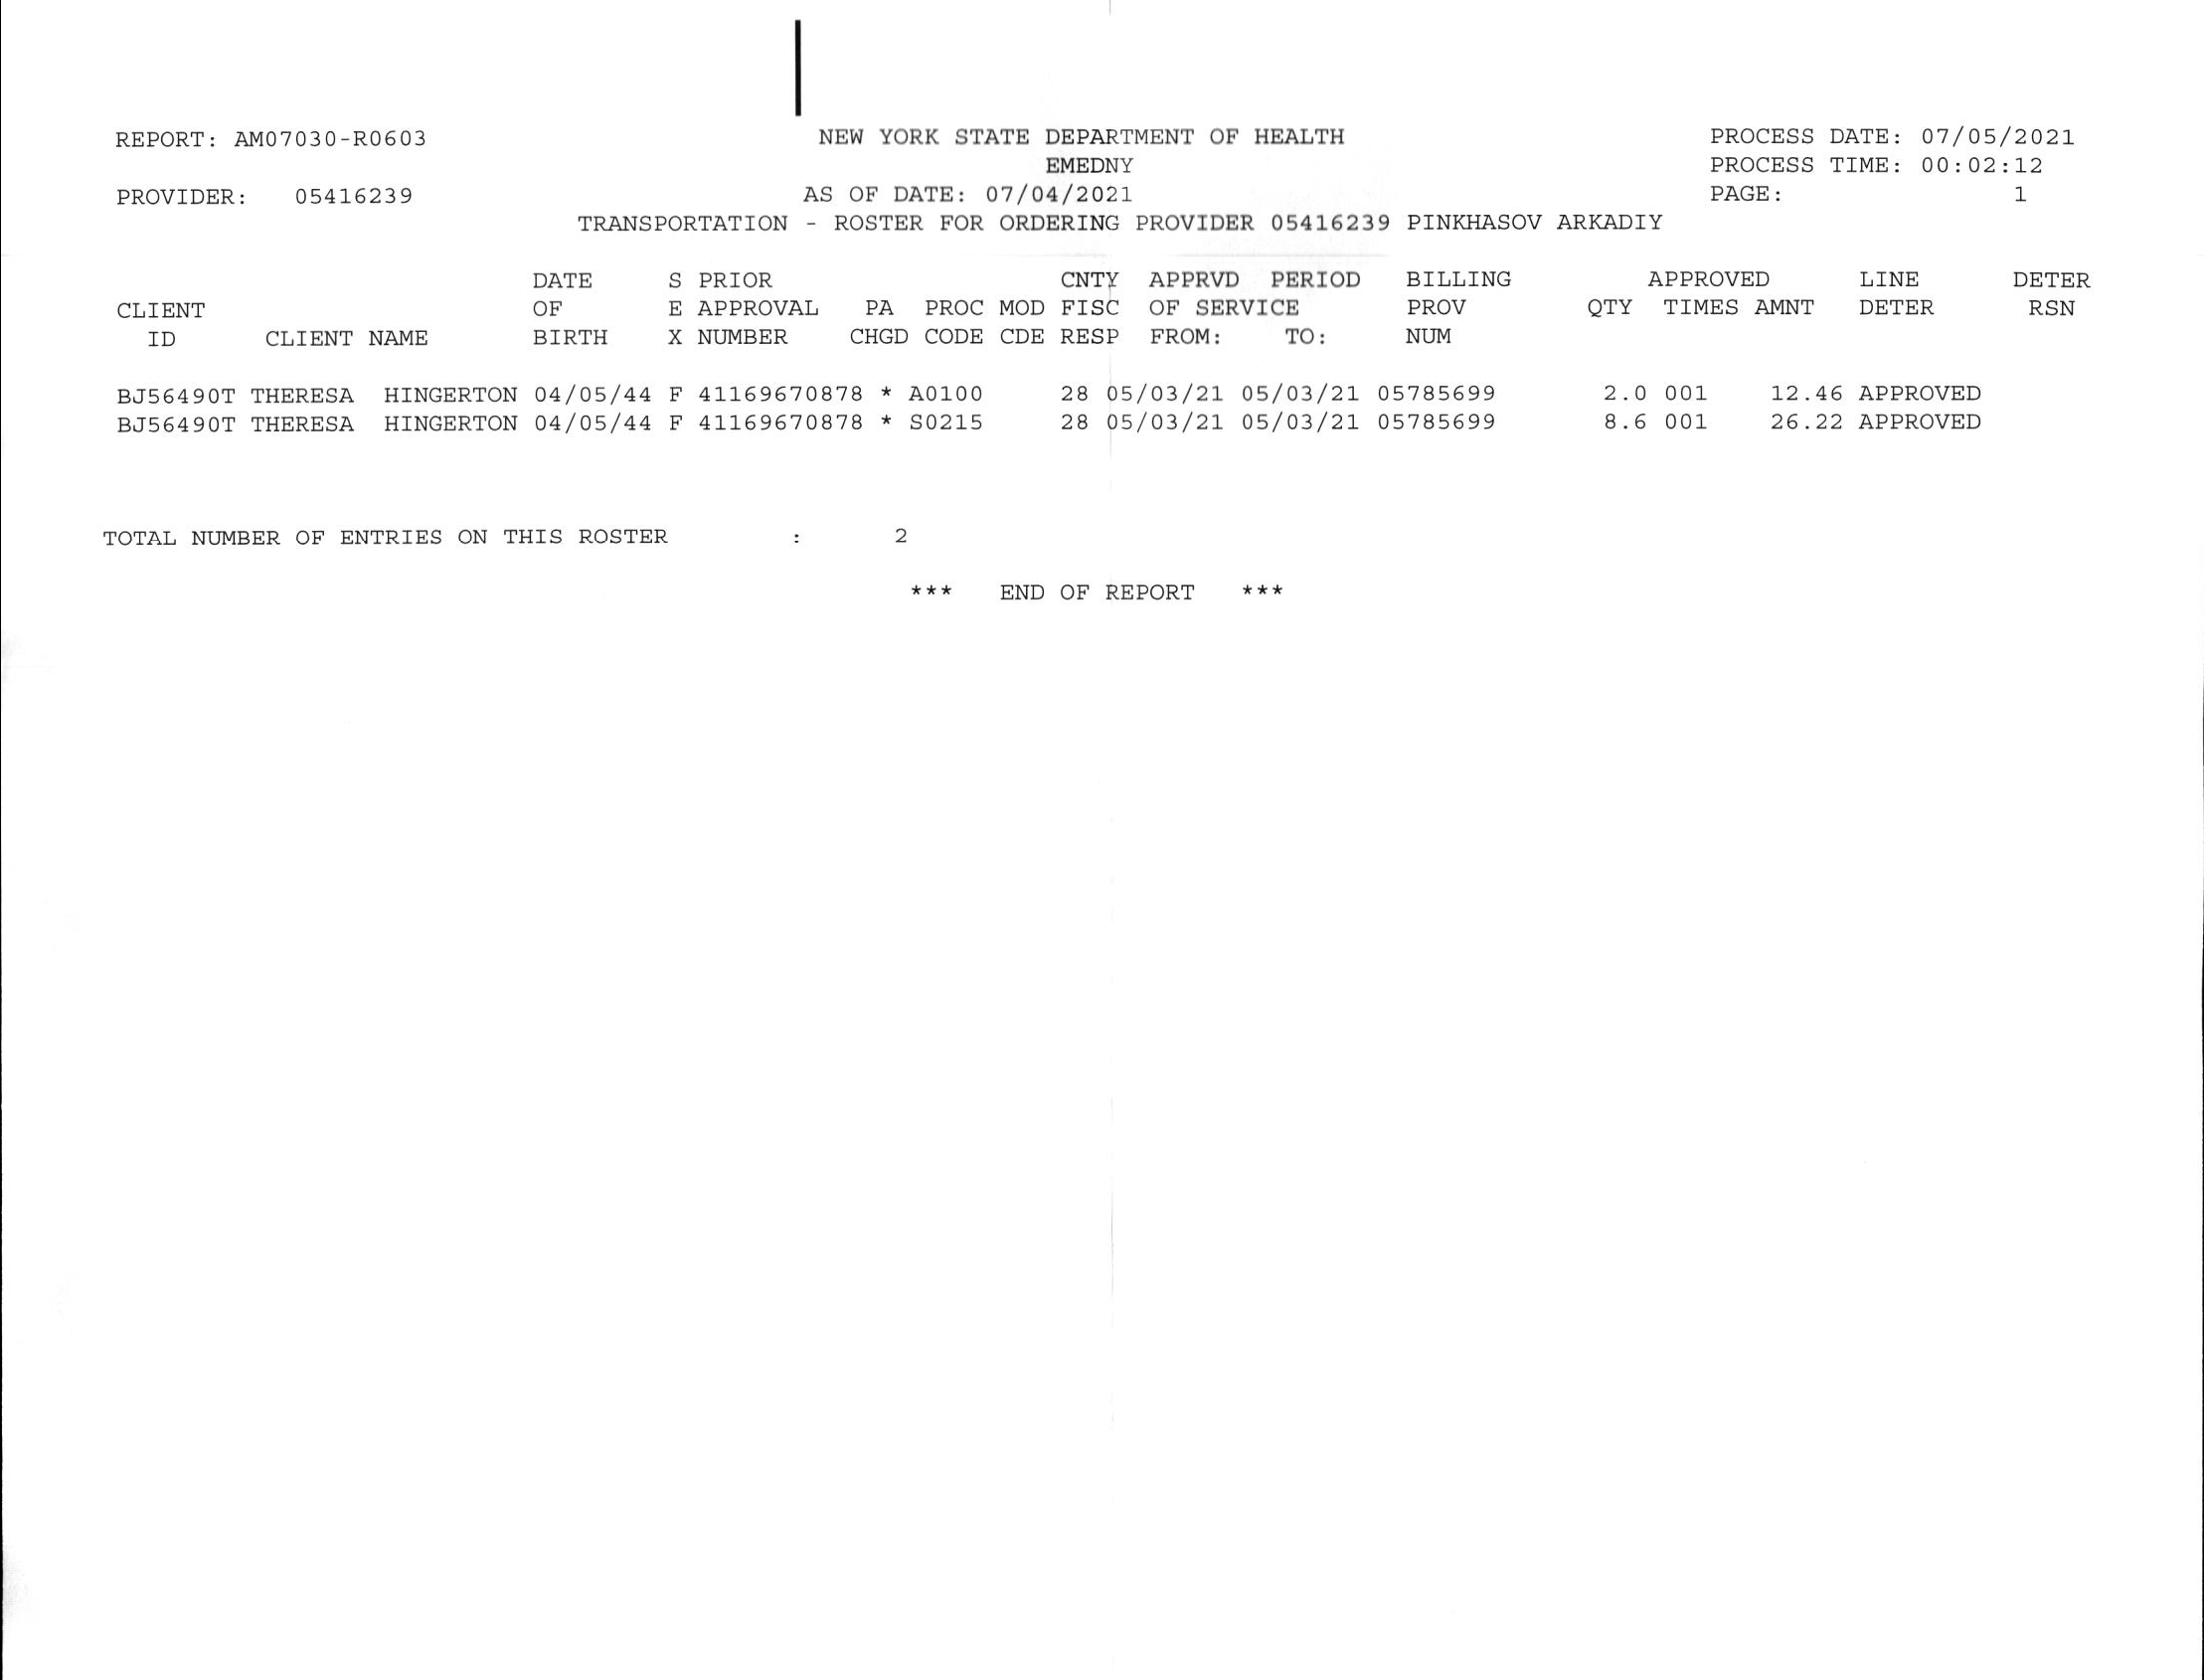 REPORT: AM07030-R0603 NEW YORK STATE DEPARTMENT OF HEALTH PROCESS DATE: 07/05/2021
EMEDNY PROCESS TIME: 00:02:12
PROVIDER: 05416239 AS OF DATE: 07/04/2021 PAGE: 1
TRANSPORTATION - ROSTER FOR ORDERING PROVIDER 05416239 PINKHASOV ARKADIY
DATE S PRIOR CNTY APPRVD PERIOD BILLING APPROVED LINE DETER
CLIENT OF E APPROVAL PA PROC MOD FISC OF SERVICE PROV QTY TIMES AMNT DETER RSN
ID CLIENT NAME BIRTH X NUMBER CHGD CODE CDE RESP FROM: TO: NUM
BJ56490T THERESA HINGERTON 04/05/44 F 41169670878 * A0100 28 05/03/21 05/03/21 05785699 2.0 001 12.46 APPROVED
BJ56490T THERESA HINGERTON 04/05/44 F 41169670878 * S0215 28 05/03/21 05/03/21 05785699 8.6 001 26.22 APPROVED
TOTAL NUMBER OF ENTRIES ON THIS ROSTER : 2
*** END OF REPORT ***